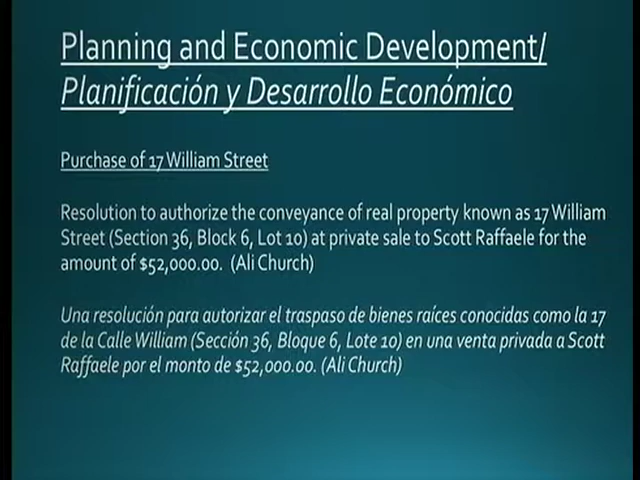 Planning and Economic Development/
Planificación y Desarrollo Económico
Purchase of 17 William Street
Resolution to authorize the conveyance of real property known as 17 William
Street (Section 36, Block 6, Lot 10) at private sale to Scott Raffaele for the
amount of $52,000.00. (Ali Church)
Una resolución para autorizar el traspaso de bienes raíces conocidas como la 17
de la Calle William (Sección 36, Bloque 6, Lote 10) en una venta privada a Scott
Raffaele por el monto de $52,000.00. (Ali Church)